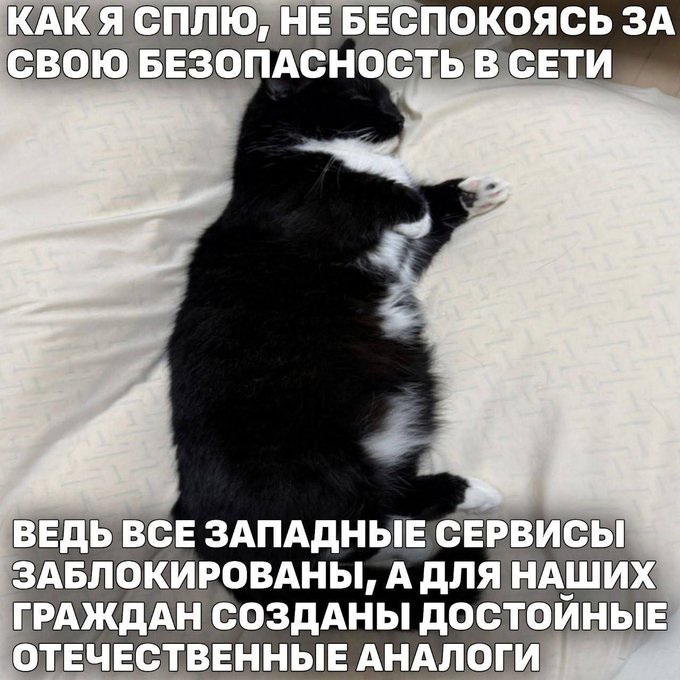 КАК Я СПЛЮ, НЕ БЕСПОКОЯСЬ ЗА
СВОЮ БЕЗОПАСНОСТЬ В СЕТИ
ВЕДЬ ВСЕ ЗАПАДНЫЕ СЕРВИСЫ
ЗАБЛОКИРОВАНЫ, А ДЛЯ НАШИХ
ГРАЖДАН СОЗДАНЫ ДОСТОЙНЫЕ
ОТЕЧЕСТВЕННЫЕ АНАЛОГИ